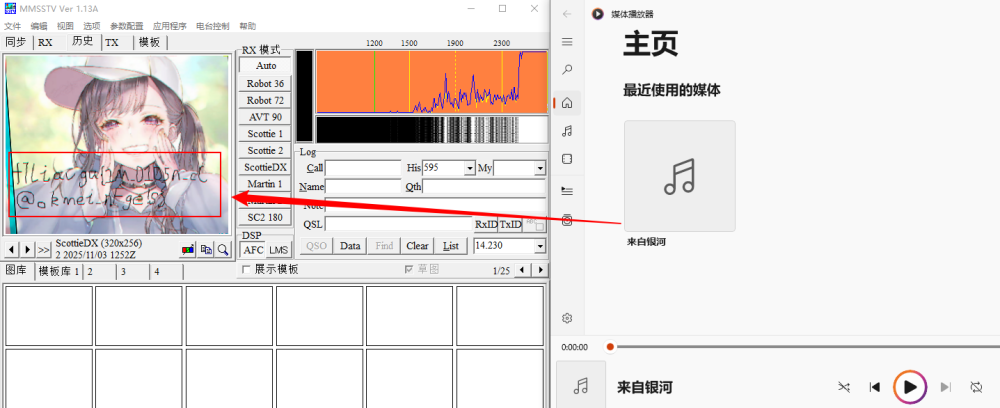 MMSSTV Ver 1.13A
文件 编辑 视图 选项 参数配置 应用程序 电台控制 帮助
同步 RX 历史 TX 模板
RX 模式
Auto
Robot 36
Robot 72
AVT 90
Scottie 1
Scottie 2
ScottieDX
Martin 1
SC2 180
DSP
AFC LMS
1200 1500 1900 2300
Log
Call His 595 My
Name Qth
Note
QSL RxID TxID
QSO Data Find Clear List 14.230
ScottieDX (320x256)
2 2025/11/03 1252Z
展示模板 草图 1/25
图库 模板库 1 2 3 4
媒体播放器
主页
最近使用的媒体
来自银河
0:00:00
来自银河